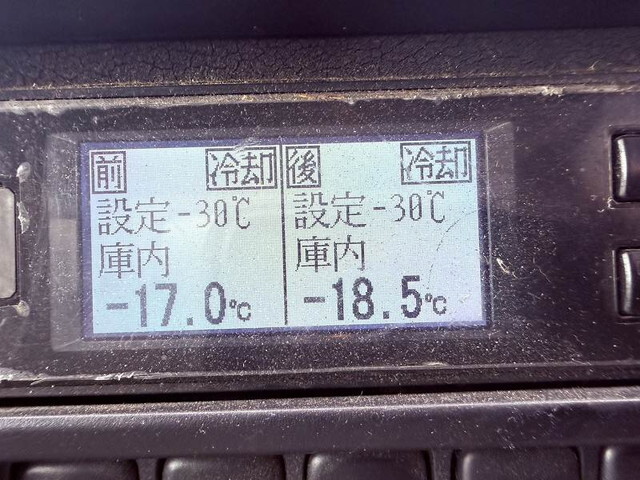 前 冷却
設定-30℃
庫内
-17.0℃
後 冷却
設定-30℃
庫内
-18.5℃